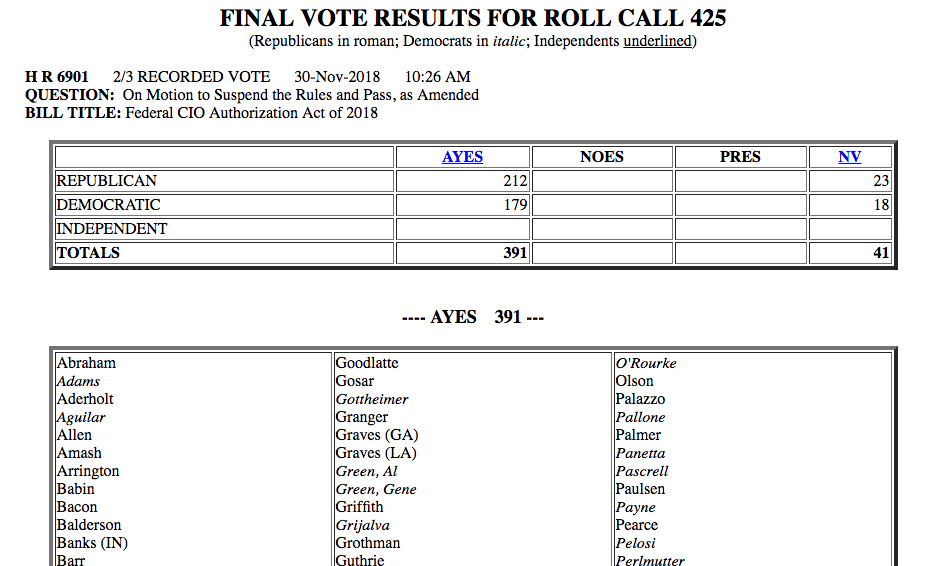 FINAL VOTE RESULTS FOR ROLL CALL 425
(Republicans in roman; Democrats in italic; Independents underlined)
H R 6901 2/3 RECORDED VOTE 30-Nov-2018 10:26 AM
QUESTION: On Motion to Suspend the Rules and Pass, as Amended
BILL TITLE: Federal CIO Authorization Act of 2018
AYES NOES PRES NV
REPUBLICAN 212 23
DEMOCRATIC 179 18
INDEPENDENT
TOTALS 391 41
---- AYES 391 ---
Abraham
Adams
Aderholt
Aguilar
Allen
Amash
Arrington
Babin
Bacon
Balderson
Banks (IN)
Barr
Goodlatte
Gosar
Gottheimer
Granger
Graves (GA)
Graves (LA)
Green, Al
Green, Gene
Griffith
Grijalva
Grothman
Guthrie
O'Rourke
Olson
Palazzo
Pallone
Palmer
Panetta
Pascrell
Paulsen
Payne
Pearce
Pelosi
Perlmutter